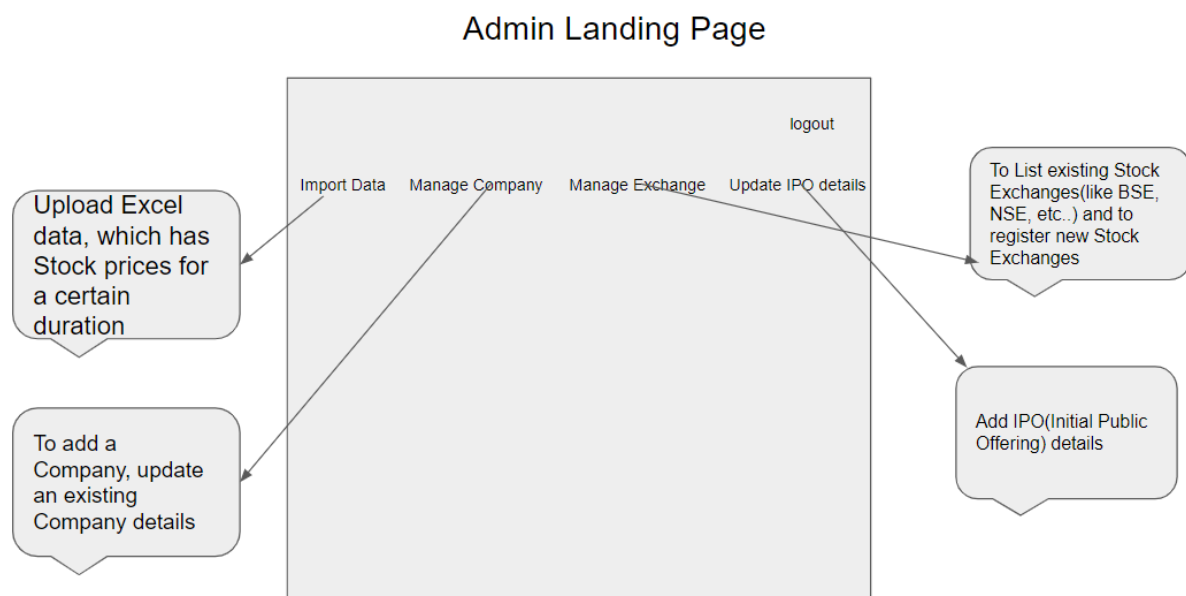 Admin Landing Page
logout
Import Data
Manage Company
Manage Exchange
Update IPO details
Upload Excel
data, which has
Stock prices for
a certain
duration
To add a
Company, update
an existing
Company details
To List existing Stock
Exchanges(like BSE,
NSE, etc..) and to
register new Stock
Exchanges
Add IPO(Initial Public
Offering) details